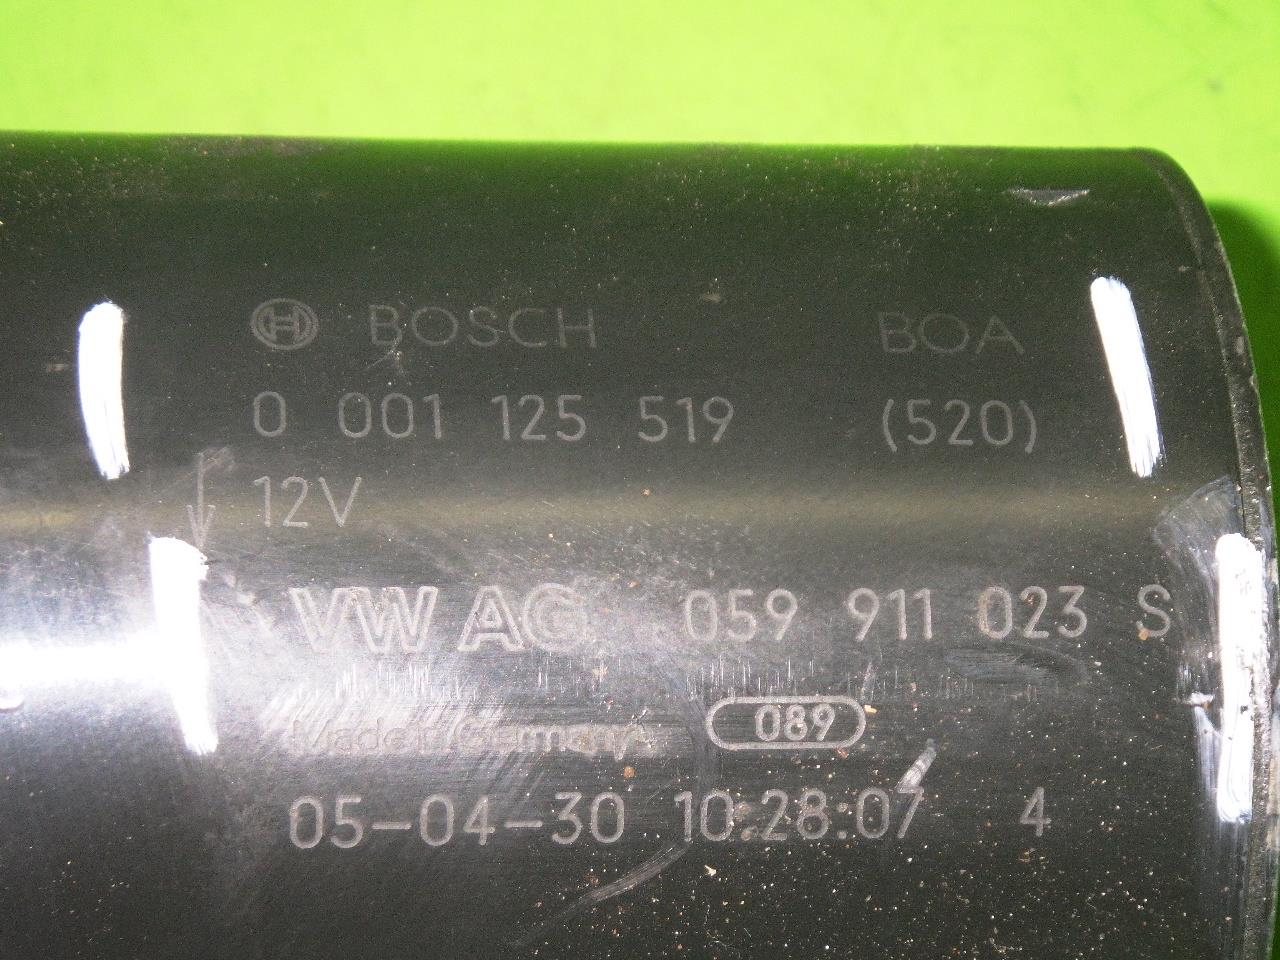 BOSCH BOA
0 001 125 519 (520)
12V
VW AG 059 911 023 S
Made in Germany 089
05-04-30 10:28:07 4